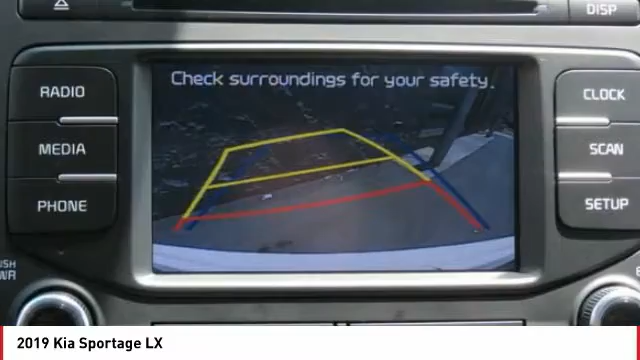 DISP
Check surroundings for your safety.
RADIO
CLOCK
MEDIA
SCAN
PHONE
SETUP
2019 Kia Sportage LX